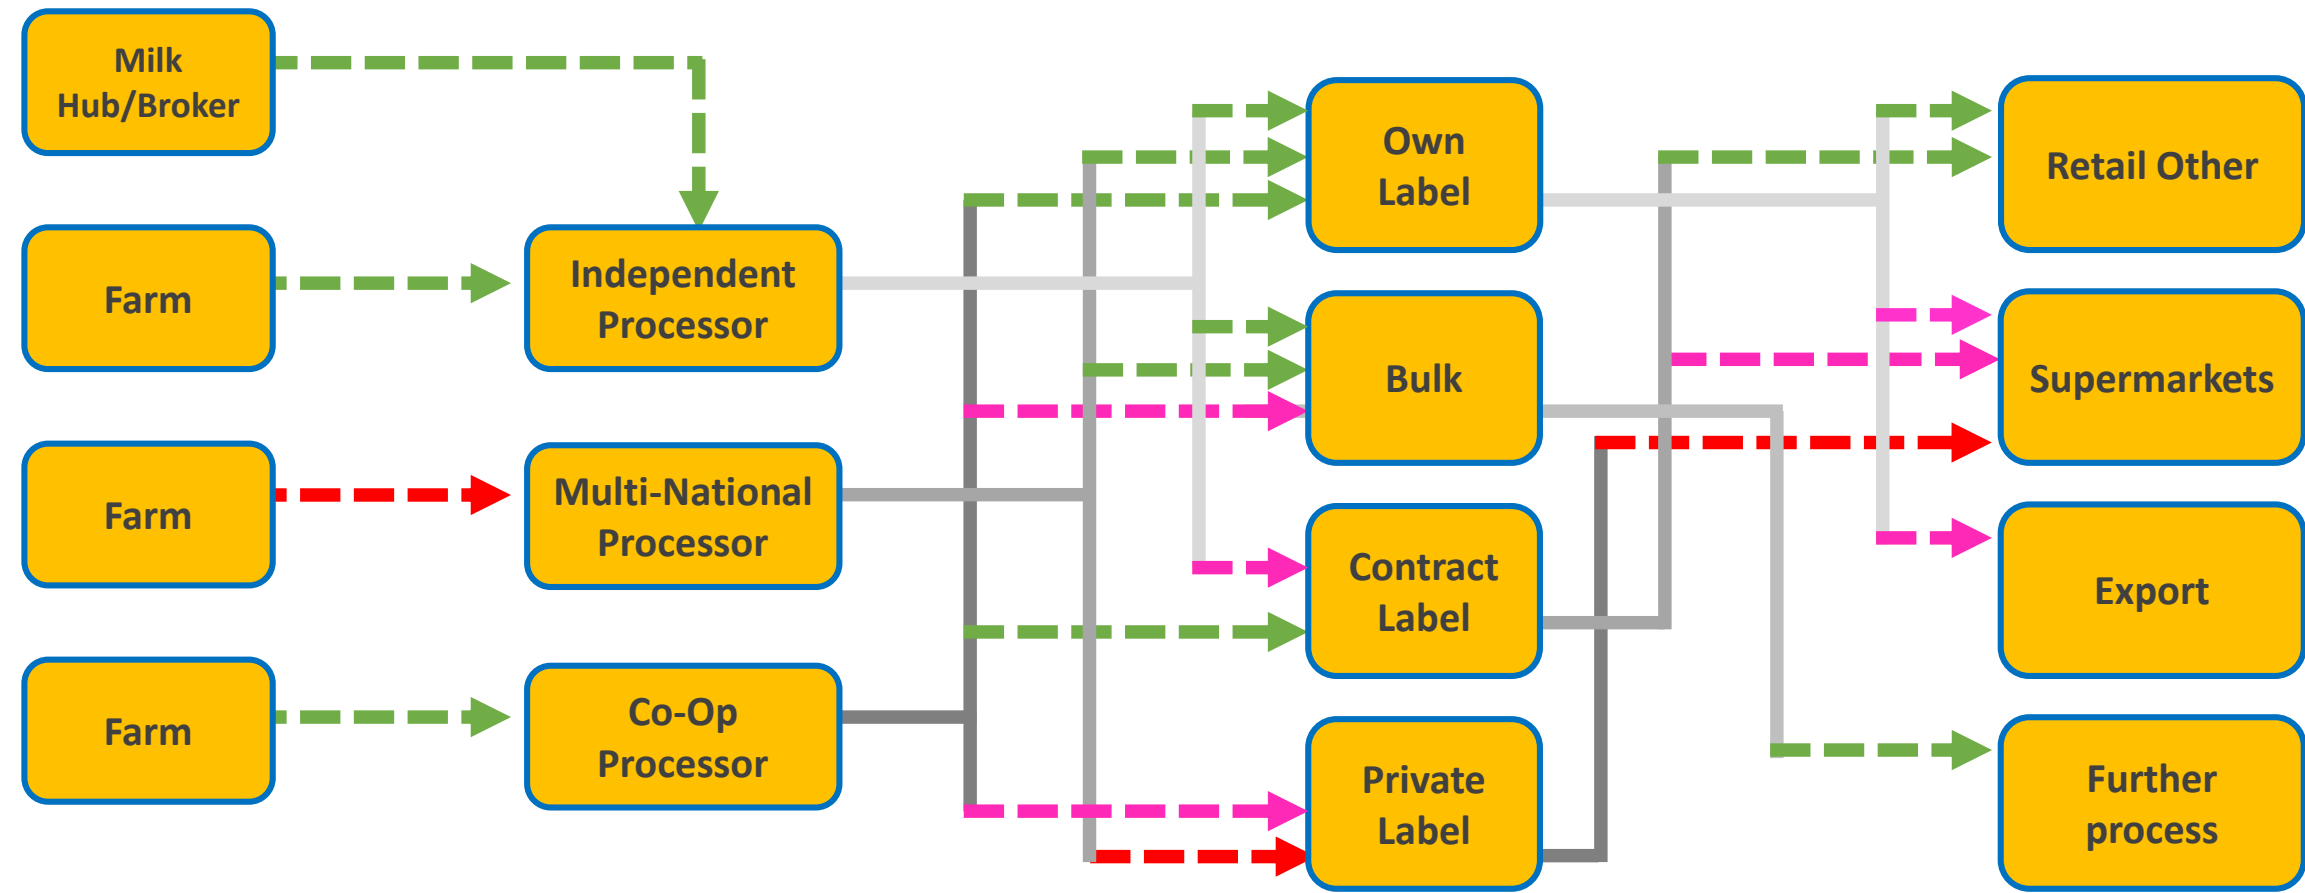 Milk
Hub/Broker
Farm
Farm
Farm
Independent
Processor
Multi-National
Processor
Co-Op
Processor
Own
Label
Bulk
Contract
Label
Private
Label
Retail Other
Supermarkets
Export
Further
process